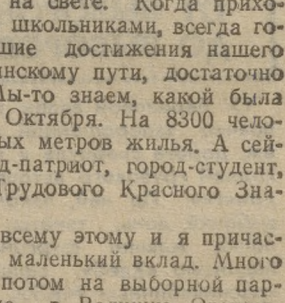 на свете. Когда прихо-
школьниками, всегда го-
шие достижения нашего
нскому пути, достаточно
Мы-то знаем, какой была
Октября. На 8300 чело-
ых метров жилья. А сей-
д-патриот, город-студент,
Трудового Красного Зна-
всему этому и я причас-
маленький вклад. Много
потом на выборной пар-